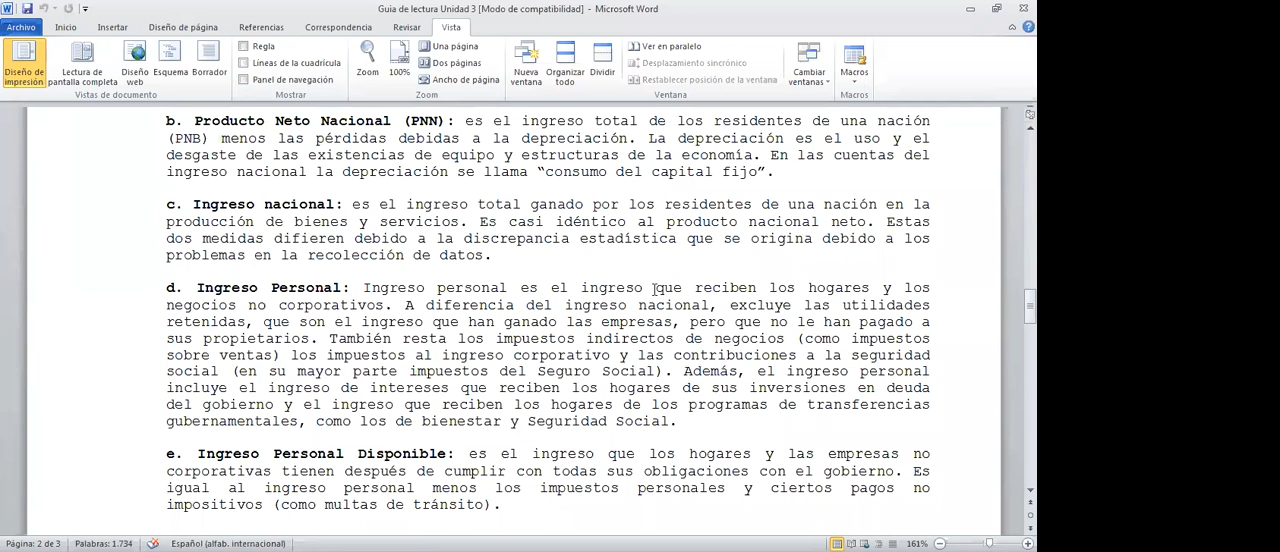 Guia de lectura Unidad 3 [Modo de compatibilidad] - Microsoft Word
Archivo Inicio Insertar Diseño de página Referencias Correspondencia Revisar Vista
Diseño de impresión
Lectura de pantalla completa
Diseño web
Esquema
Borrador
Vistas de documento
Regla
Líneas de la cuadrícula
Panel de navegación
Mostrar
Zoom
100%
Una página
Dos páginas
Ancho de página
Zoom
Nueva ventana
Organizar todo
Dividir
Ver en paralelo
Desplazamiento sincrónico
Restablecer posición de la ventana
Ventana
Cambiar ventanas
Macros
Macros
b. Producto Neto Nacional (PNN): es el ingreso total de los residentes de una nación
(PNB) menos las pérdidas debidas a la depreciación. La depreciación es el uso y el
desgaste de las existencias de equipo y estructuras de la economía. En las cuentas del
ingreso nacional la depreciación se llama “consumo del capital fijo”.
c. Ingreso nacional: es el ingreso total ganado por los residentes de una nación en la
producción de bienes y servicios. Es casi idéntico al producto nacional neto. Estas
dos medidas difieren debido a la discrepancia estadística que se origina debido a los
problemas en la recolección de datos.
d. Ingreso Personal: Ingreso personal es el ingreso que reciben los hogares y los
negocios no corporativos. A diferencia del ingreso nacional, excluye las utilidades
retenidas, que son el ingreso que han ganado las empresas, pero que no le han pagado a
sus propietarios. También resta los impuestos indirectos de negocios (como impuestos
sobre ventas) los impuestos al ingreso corporativo y las contribuciones a la seguridad
social (en su mayor parte impuestos del Seguro Social). Además, el ingreso personal
incluye el ingreso de intereses que reciben los hogares de sus inversiones en deuda
del gobierno y el ingreso que reciben los hogares de los programas de transferencias
gubernamentales, como los de bienestar y Seguridad Social.
e. Ingreso Personal Disponible: es el ingreso que los hogares y las empresas no
corporativas tienen después de cumplir con todas sus obligaciones con el gobierno. Es
igual al ingreso personal menos los impuestos personales y ciertos pagos no
impositivos (como multas de tránsito).
Página: 2 de 3 Palabras: 1.734 Español (alfab. internacional) 161%